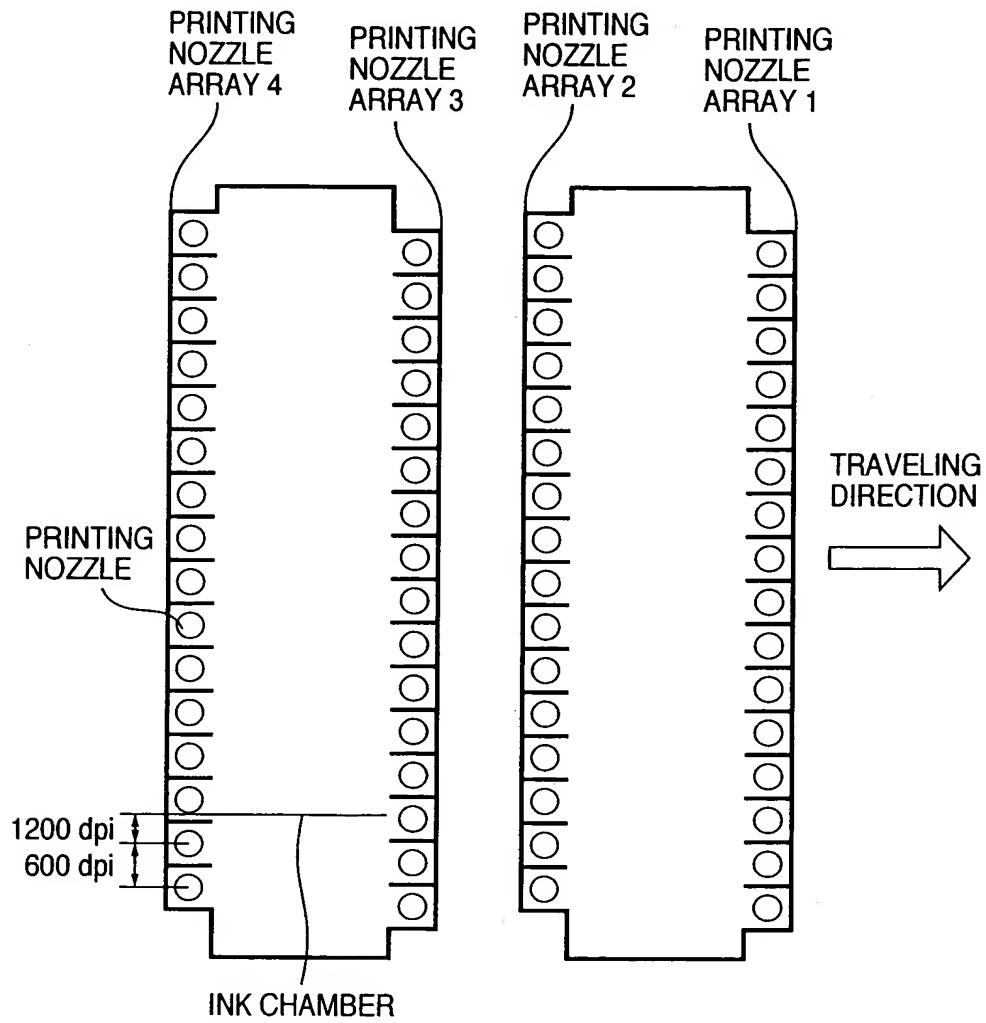 PRINTING
NOZZLE
ARRAY 4
PRINTING
NOZZLE
ARRAY 3
PRINTING
NOZZLE
ARRAY 2
PRINTING
NOZZLE
ARRAY 1
TRAVELING
DIRECTION
PRINTING
NOZZLE
1200 dpi
600 dpi
INK CHAMBER